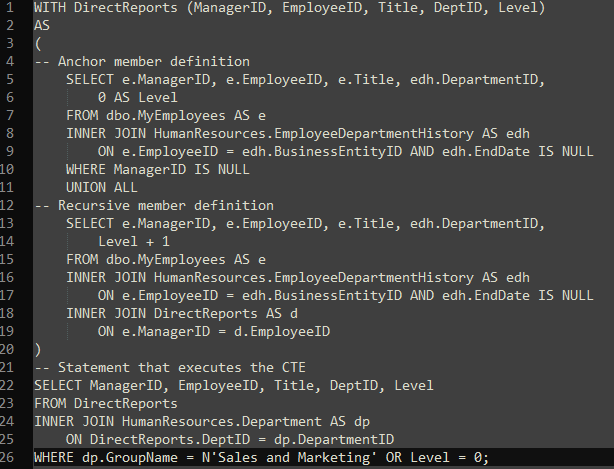 1 WITH DirectReports (ManagerID, EmployeeID, Title, DeptID, Level)
2 AS
3 (
4 -- Anchor member definition
5     SELECT e.ManagerID, e.EmployeeID, e.Title, edh.DepartmentID,
6         0 AS Level
7     FROM dbo.MyEmployees AS e
8     INNER JOIN HumanResources.EmployeeDepartmentHistory AS edh
9         ON e.EmployeeID = edh.BusinessEntityID AND edh.EndDate IS NULL
10     WHERE ManagerID IS NULL
11     UNION ALL
12 -- Recursive member definition
13     SELECT e.ManagerID, e.EmployeeID, e.Title, edh.DepartmentID,
14         Level + 1
15     FROM dbo.MyEmployees AS e
16     INNER JOIN HumanResources.EmployeeDepartmentHistory AS edh
17         ON e.EmployeeID = edh.BusinessEntityID AND edh.EndDate IS NULL
18     INNER JOIN DirectReports AS d
19         ON e.ManagerID = d.EmployeeID
20 )
21 -- Statement that executes the CTE
22 SELECT ManagerID, EmployeeID, Title, DeptID, Level
23 FROM DirectReports
24 INNER JOIN HumanResources.Department AS dp
25     ON DirectReports.DeptID = dp.DepartmentID
26 WHERE dp.GroupName = N'Sales and Marketing' OR Level = 0;